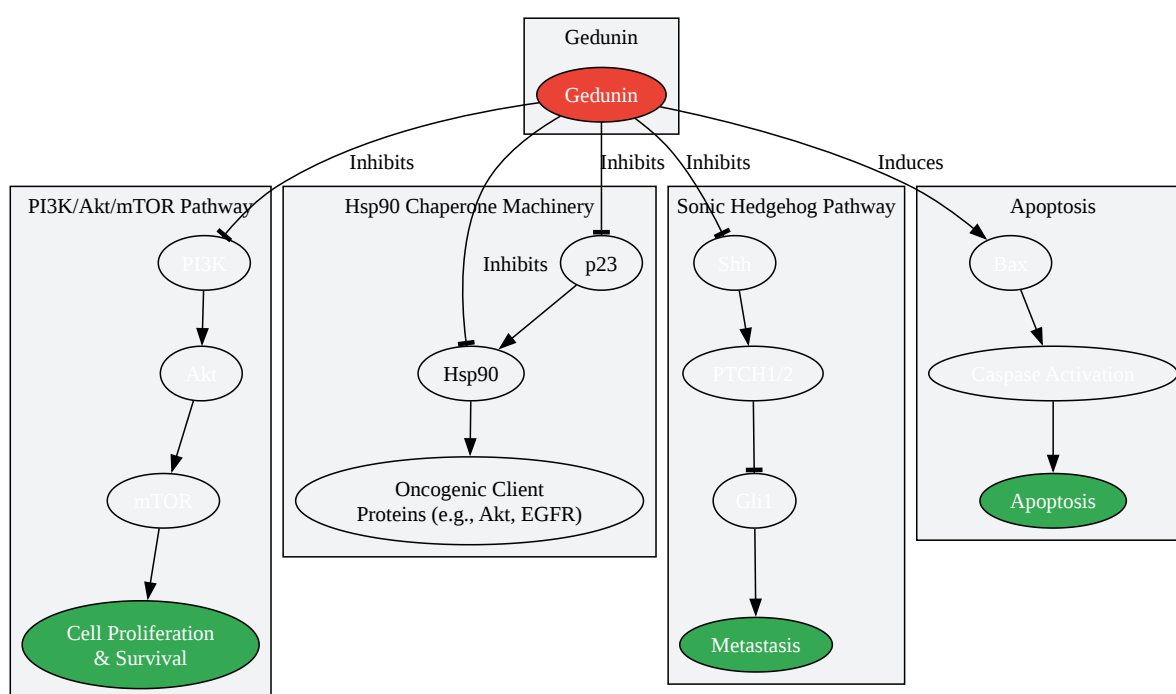 Gedunin
Gedunin
Inhibits
Inhibits
Inhibits
Induces
PI3K/Akt/mTOR Pathway
Hsp90 Chaperone Machinery
Sonic Hedgehog Pathway
Apoptosis
PI3K
Inhibits
p23
Shh
Bax
Akt
Hsp90
PTCH1/2
Caspase Activation
mTOR
Oncogenic Client
Proteins (e.g., Akt, EGFR)
Gli1
Apoptosis
Cell Proliferation
& Survival
Metastasis